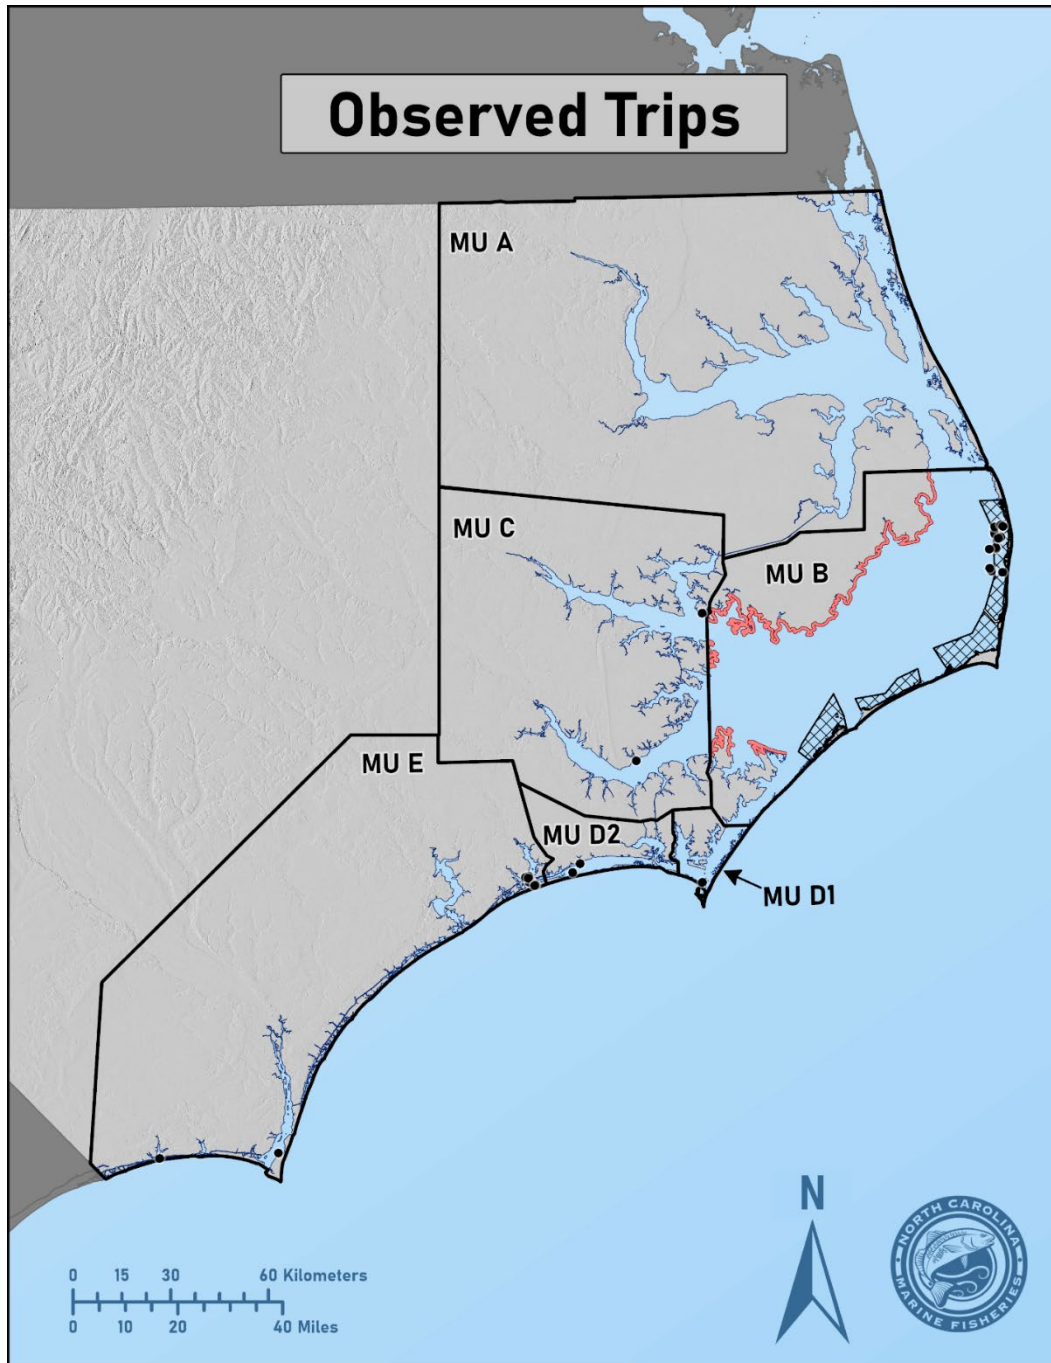 Observed Trips
MU A
MU C
MU B
MU E
MU D2
MU D1
N
NORTH CAROLINA
MARINE FISHERIES
0 15 30 60 Kilometers
0 10 20 40 Miles